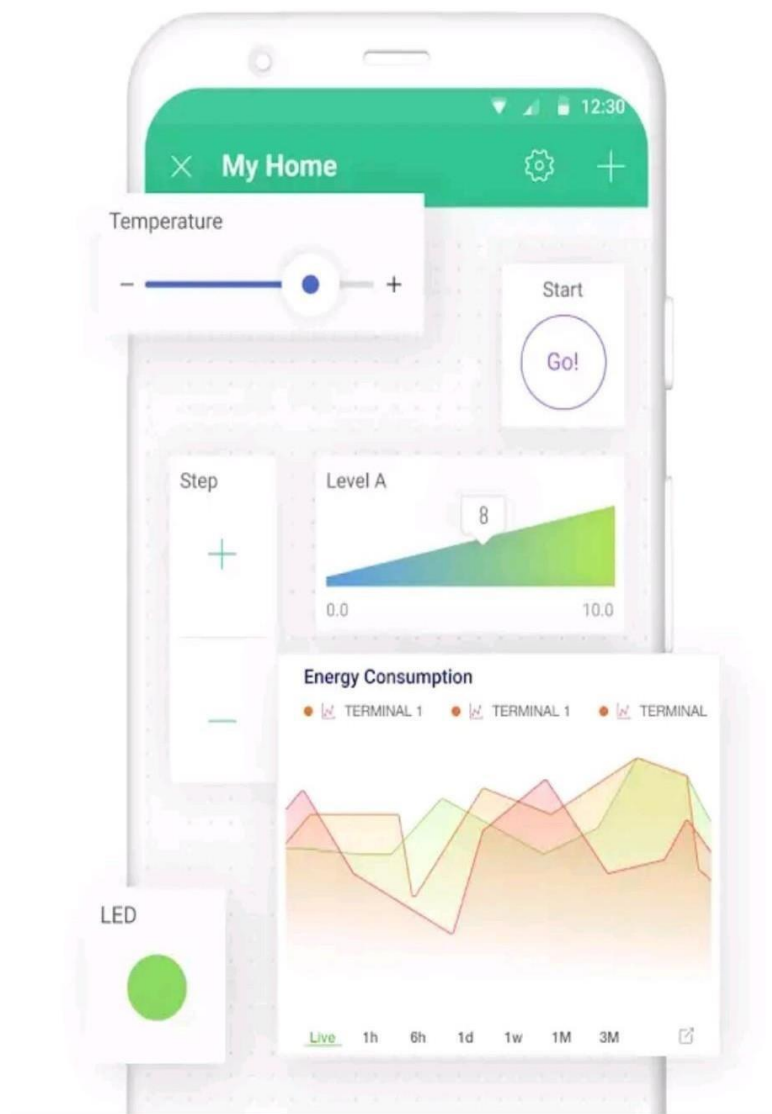 12:30
My Home
Temperature
− +
Start
Go!
Step
+
−
Level A
8
0.0 10.0
Energy Consumption
TERMINAL 1 TERMINAL 1 TERMINAL
LED
Live 1h 6h 1d 1w 1M 3M